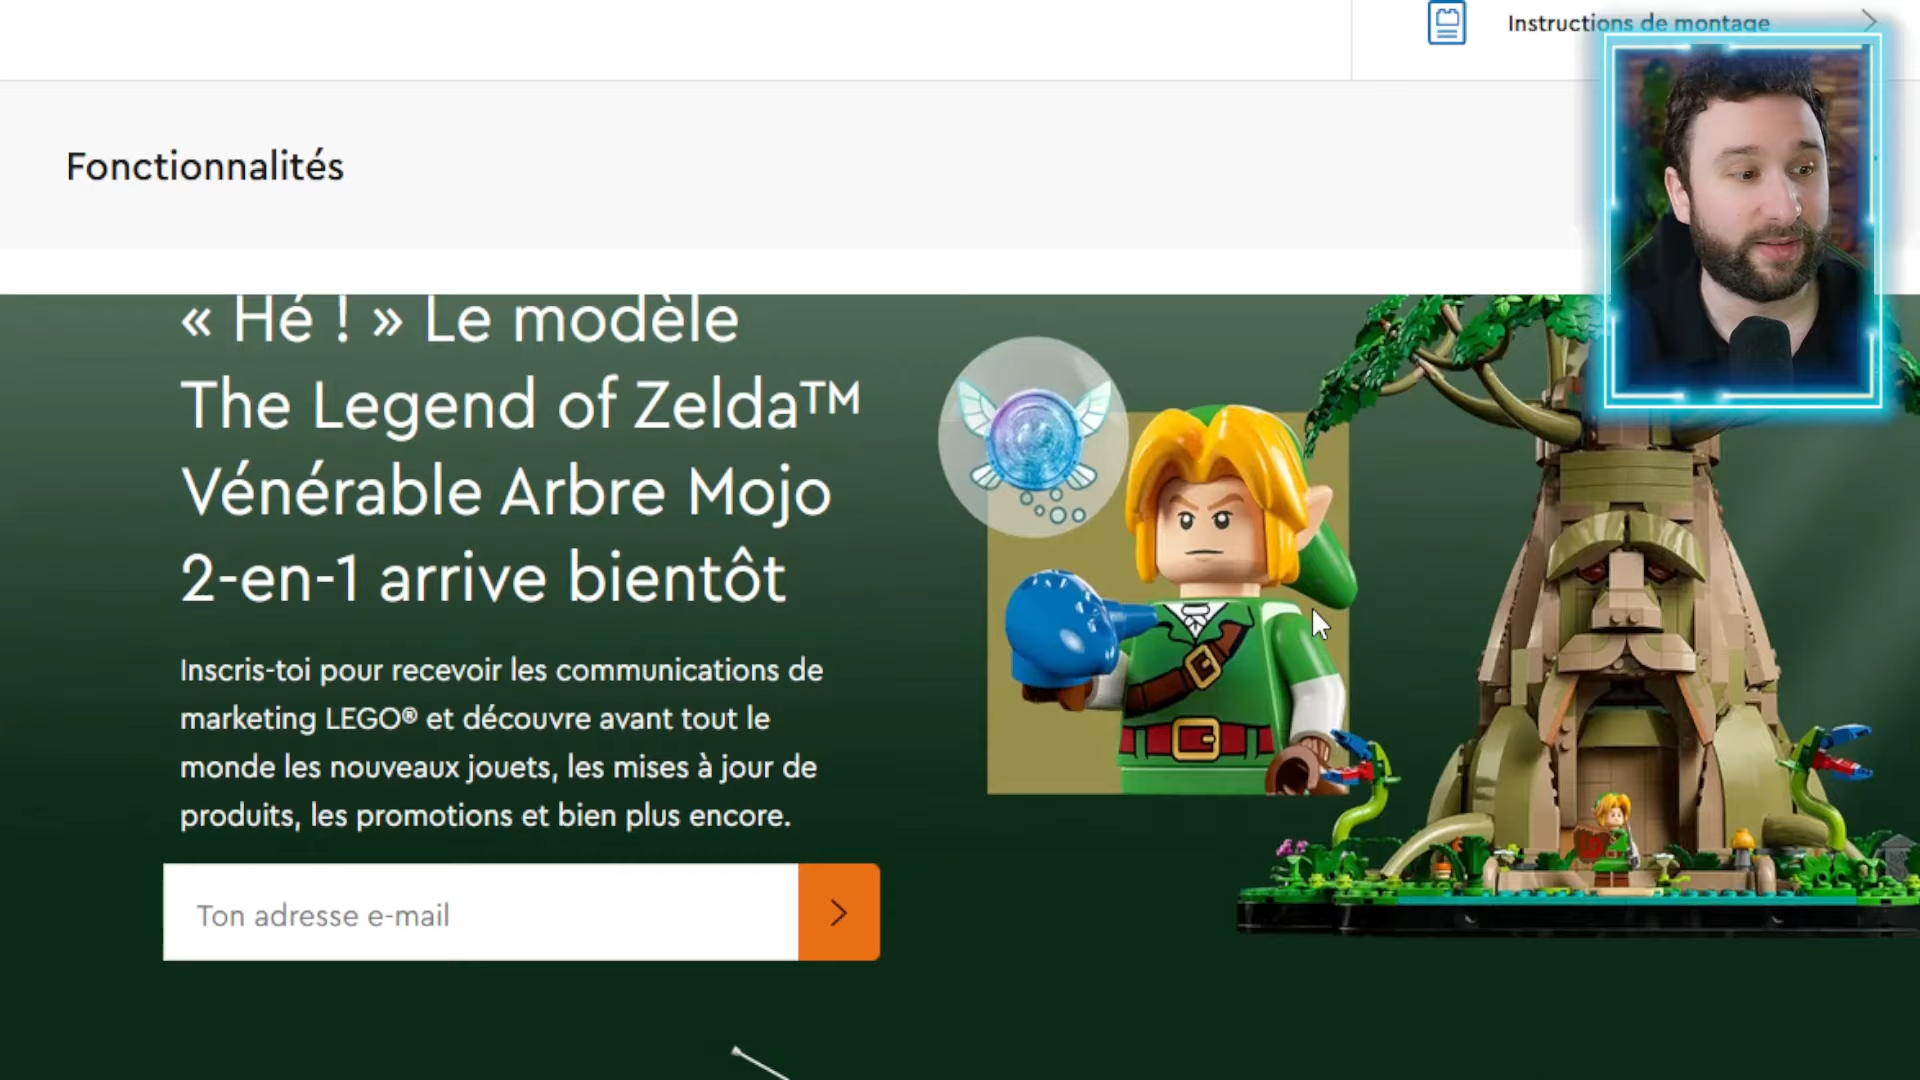 Instructions de montage
Fonctionnalités
« Hé ! » Le modèle
The Legend of Zelda™
Vénérable Arbre Mojo
2-en-1 arrive bientôt
Inscris-toi pour recevoir les communications de
marketing LEGO® et découvre avant tout le
monde les nouveaux jouets, les mises à jour de
produits, les promotions et bien plus encore.
Ton adresse e-mail